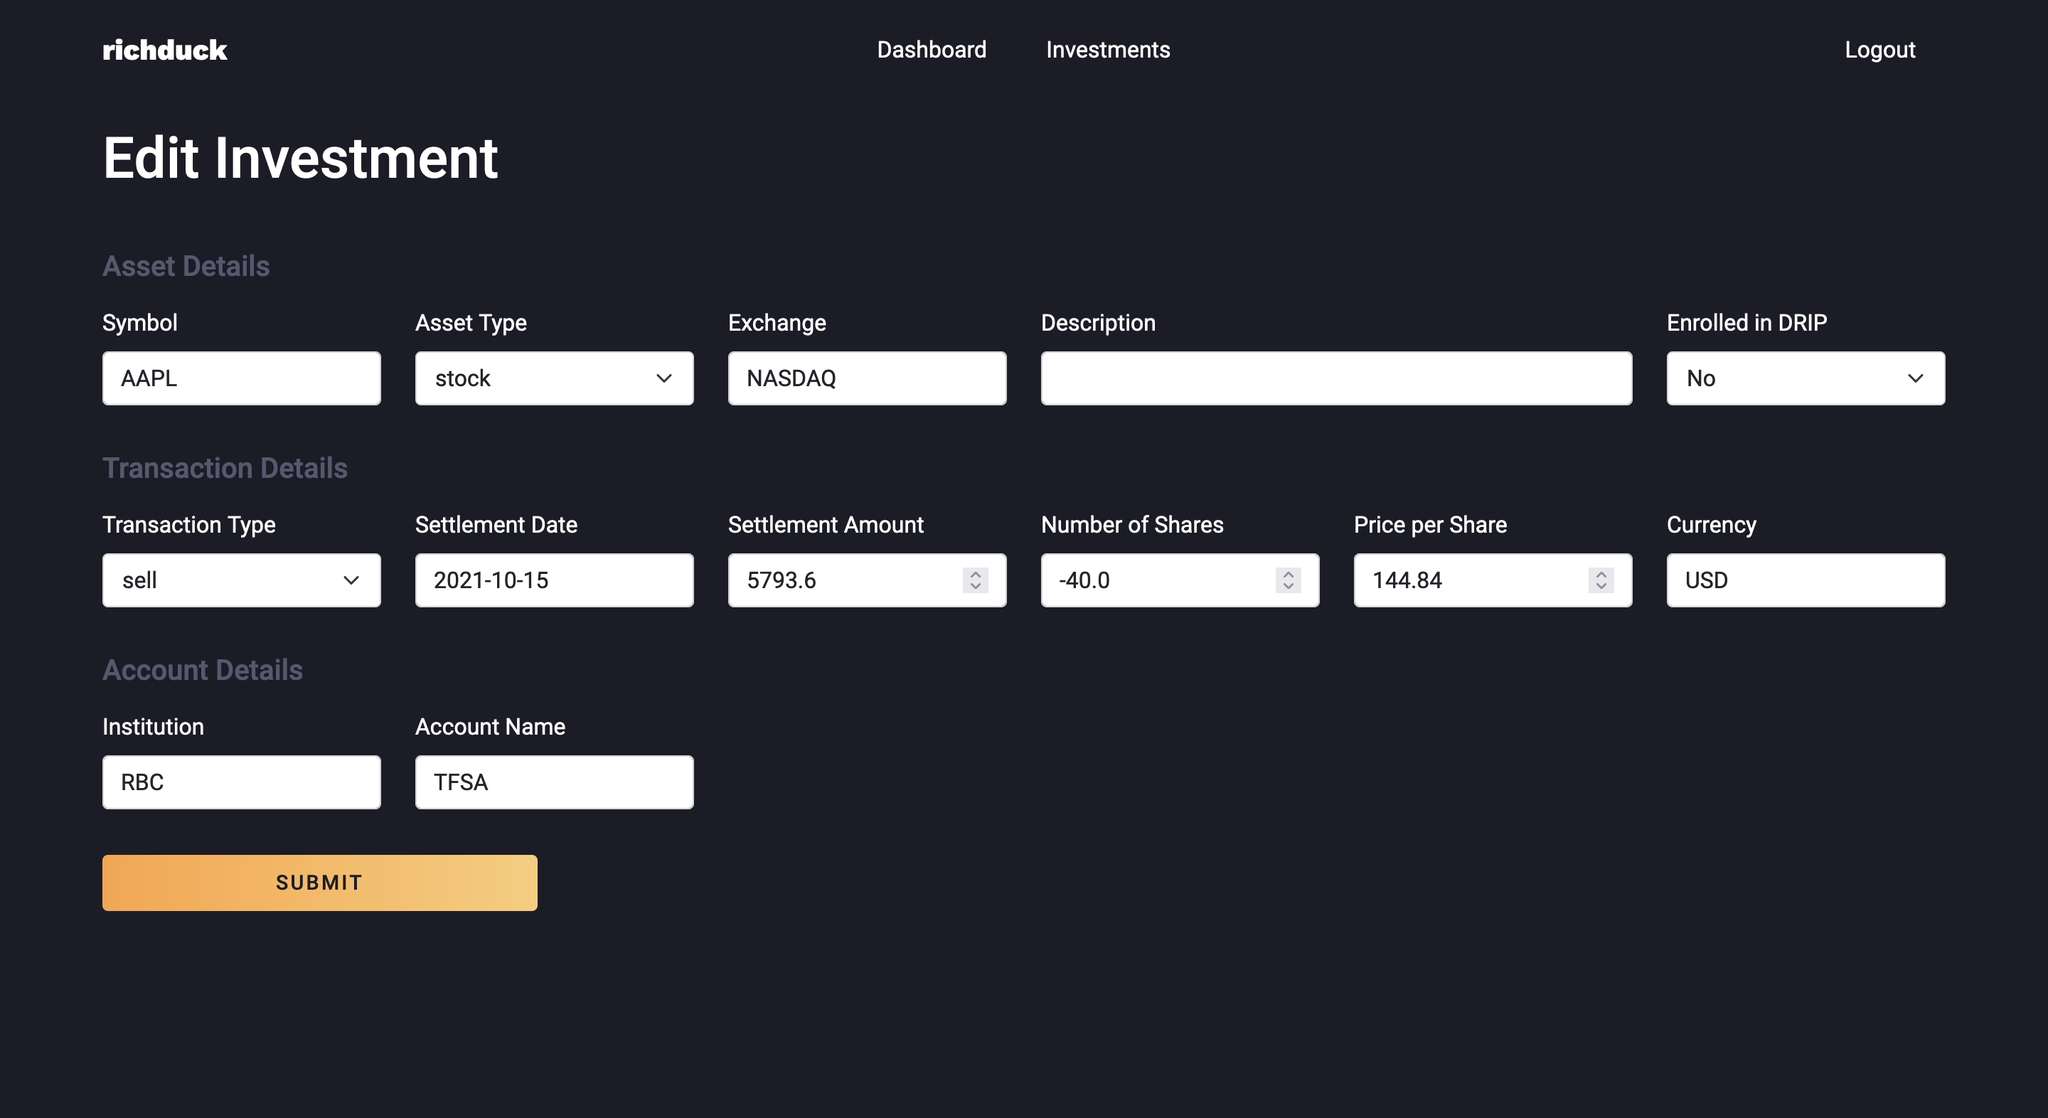 richduck Dashboard Investments Logout
Edit Investment
Asset Details
Symbol Asset Type Exchange Description Enrolled in DRIP
AAPL stock NASDAQ No
Transaction Details
Transaction Type Settlement Date Settlement Amount Number of Shares Price per Share Currency
sell 2021-10-15 5793.6 -40.0 144.84 USD
Account Details
Institution Account Name
RBC TFSA
SUBMIT